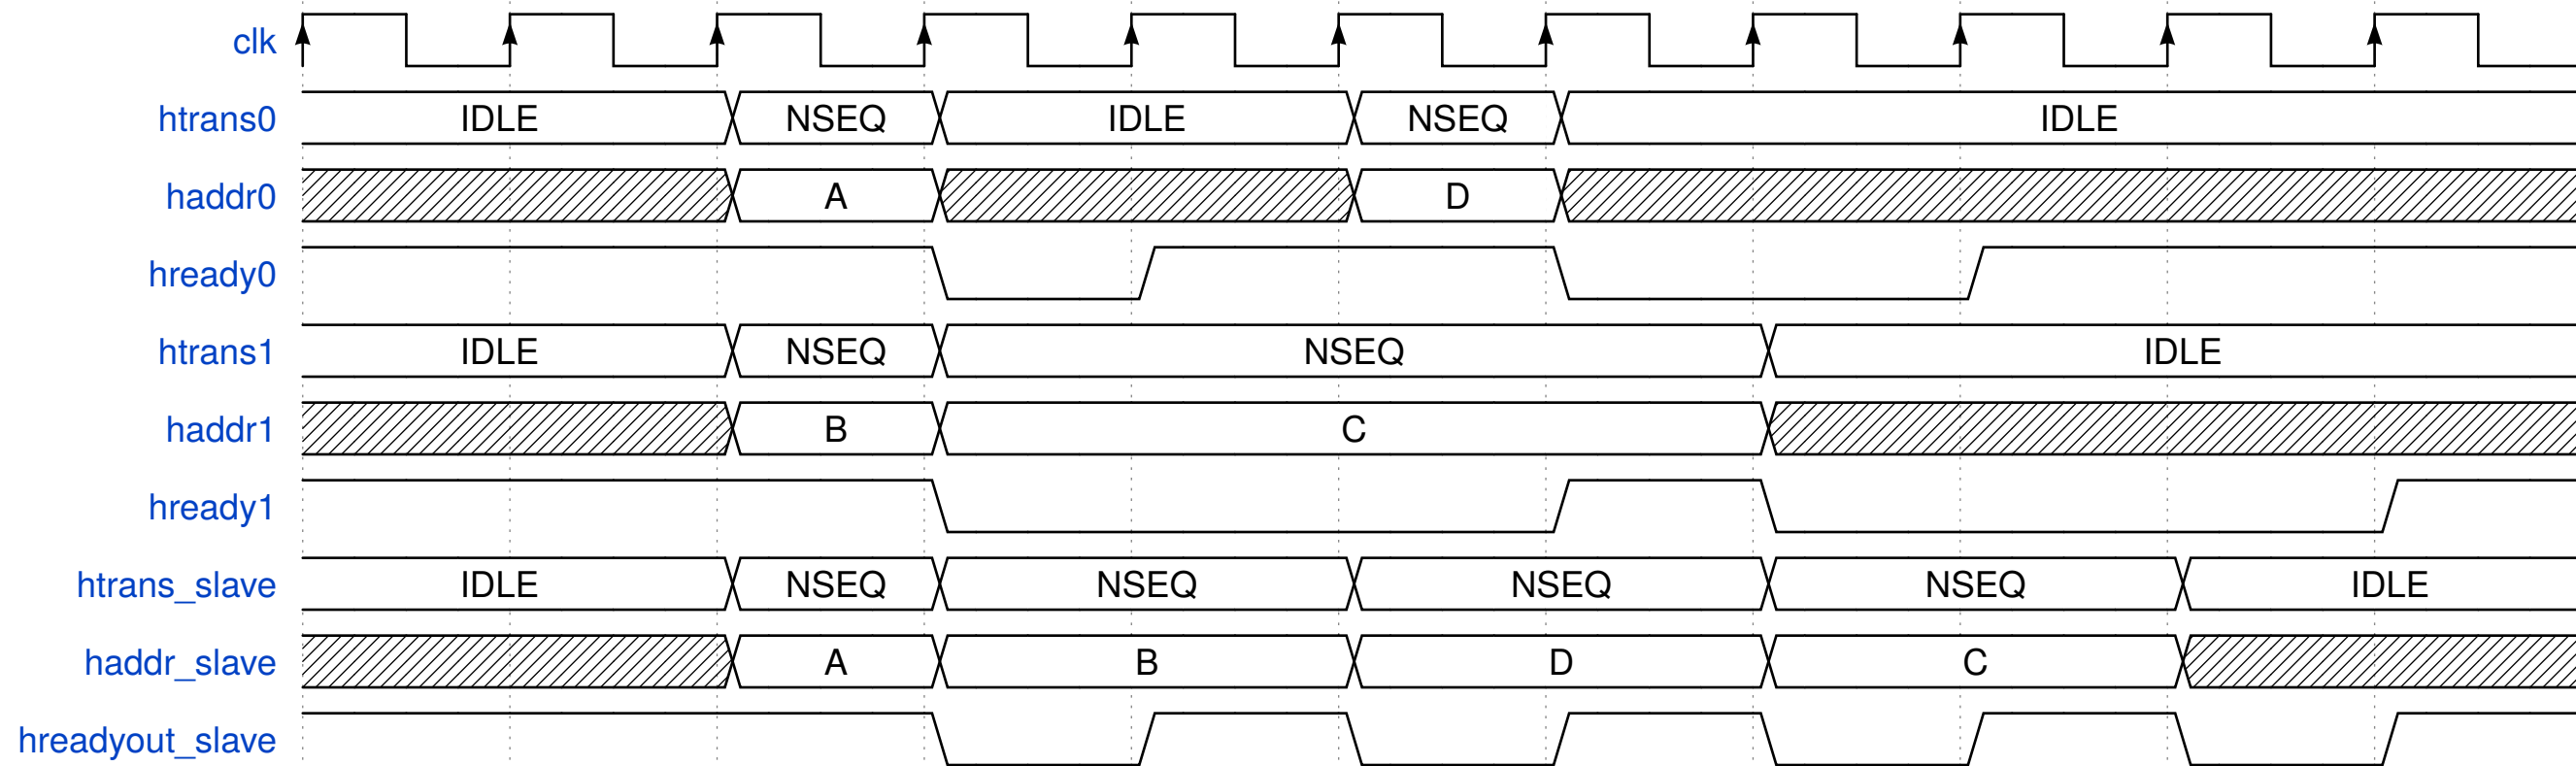 clk
htrans0 IDLE NSEQ IDLE NSEQ IDLE
haddr0 A D
hready0
htrans1 IDLE NSEQ NSEQ IDLE
haddr1 B C
hready1
htrans_slave IDLE NSEQ NSEQ NSEQ NSEQ IDLE
haddr_slave A B D C
hreadyout_slave